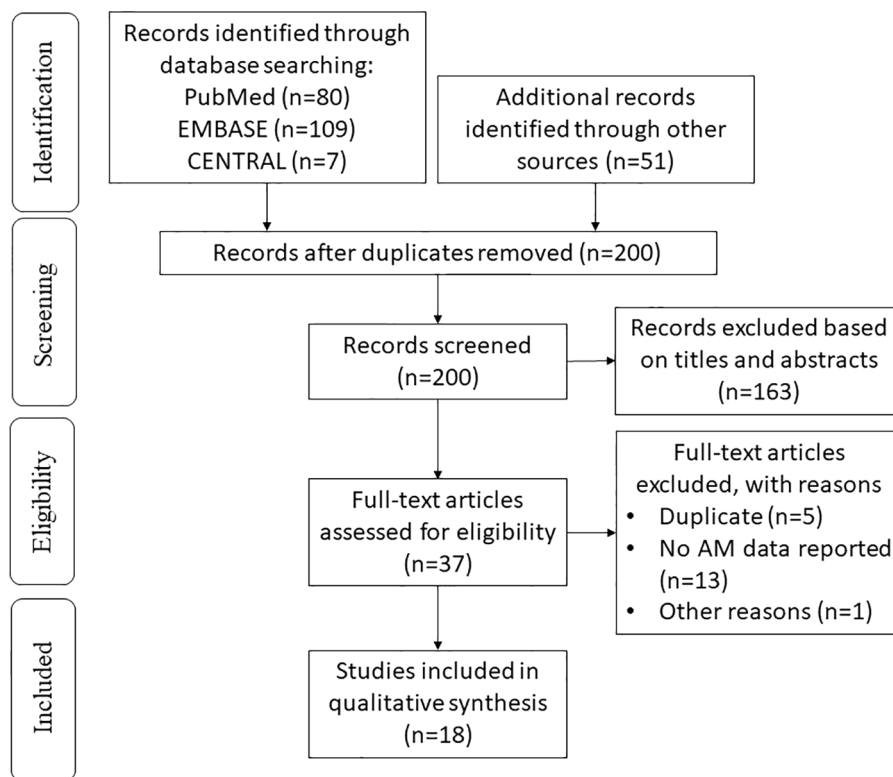 Identification
Records identified through
database searching:
PubMed (n=80)
EMBASE (n=109)
CENTRAL (n=7)
Additional records
identified through other
sources (n=51)
Screening
Records after duplicates removed (n=200)
Records screened
(n=200)
Records excluded based
on titles and abstracts
(n=163)
Eligibility
Full-text articles
assessed for eligibility
(n=37)
Full-text articles
excluded, with reasons
• Duplicate (n=5)
• No AM data reported
(n=13)
• Other reasons (n=1)
Included
Studies included in
qualitative synthesis
(n=18)